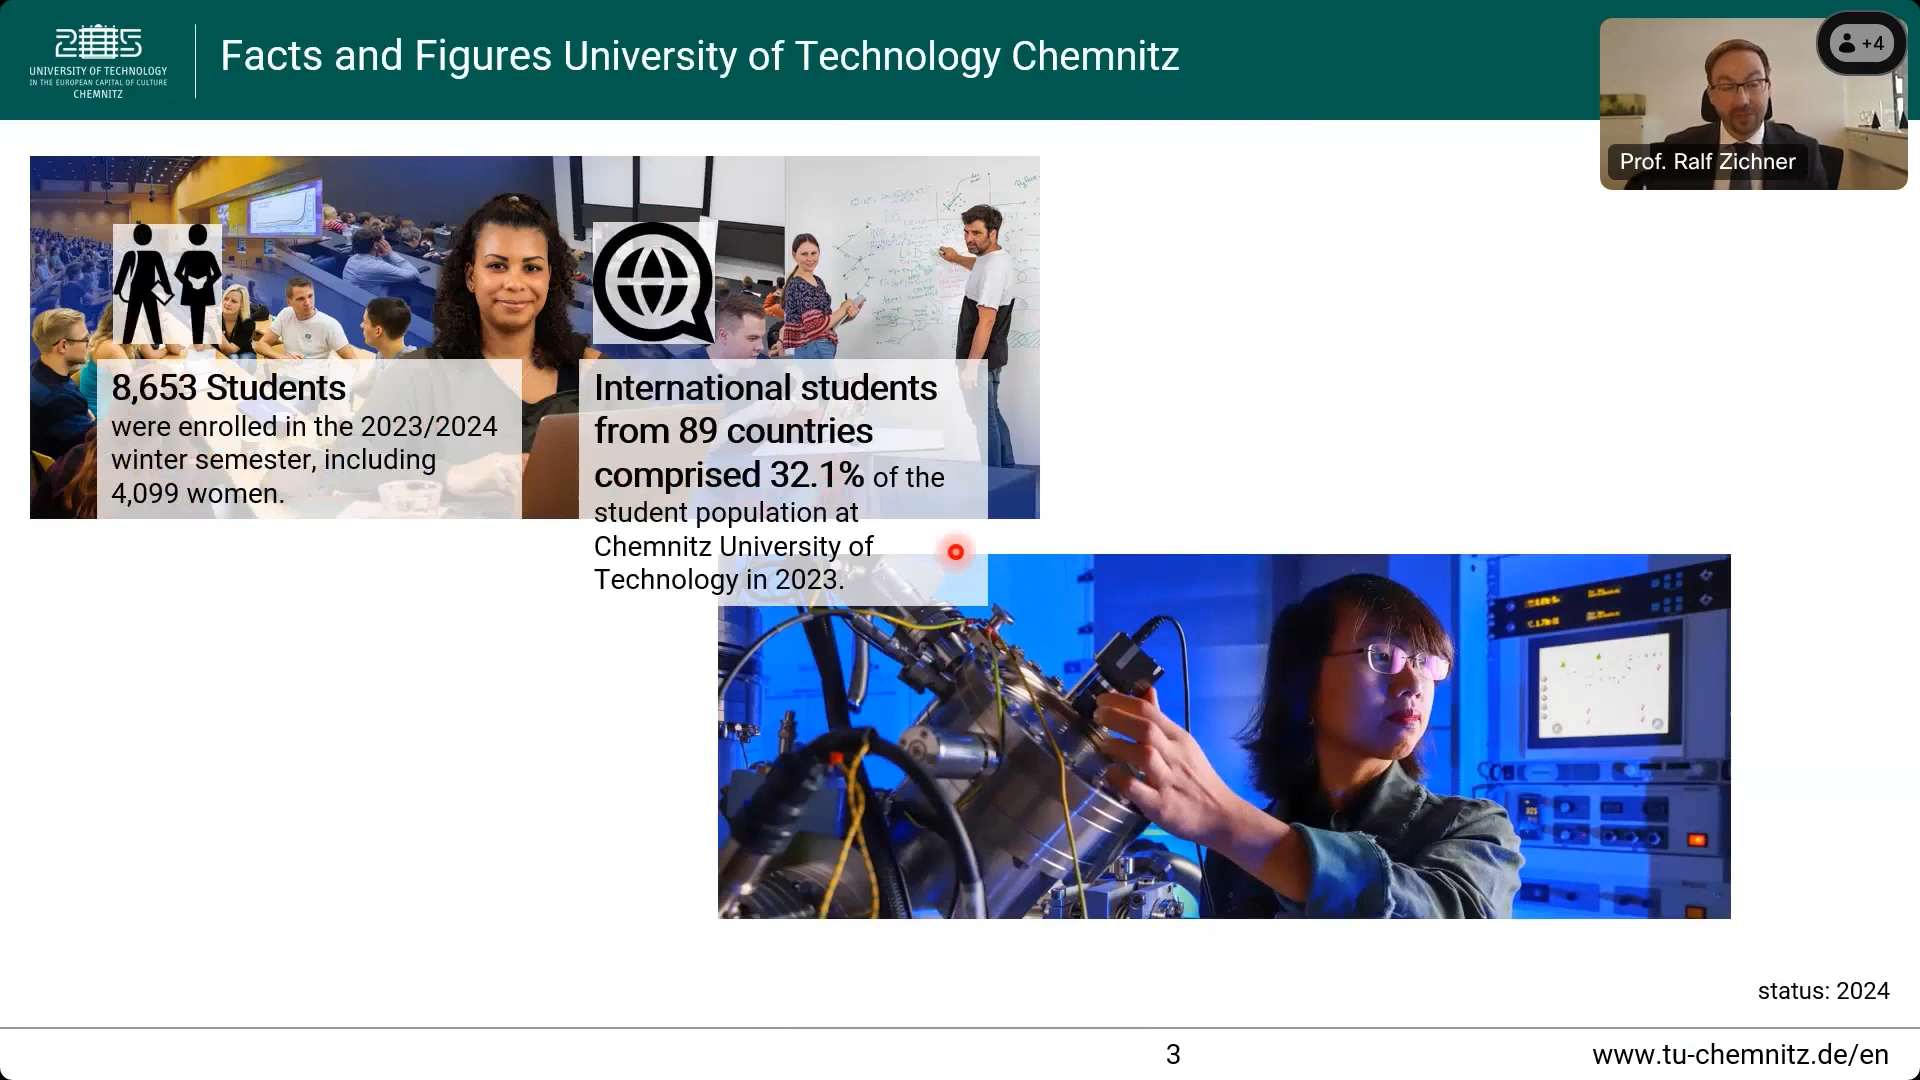 UNIVERSITY OF TECHNOLOGY
IN THE EUROPEAN CAPITAL OF CULTURE
CHEMNITZ
Facts and Figures University of Technology Chemnitz
+4
Prof. Ralf Zichner
8,653 Students
were enrolled in the 2023/2024
winter semester, including
4,099 women.
International students
from 89 countries
comprised 32.1% of the
student population at
Chemnitz University of
Technology in 2023.
status: 2024
3
www.tu-chemnitz.de/en